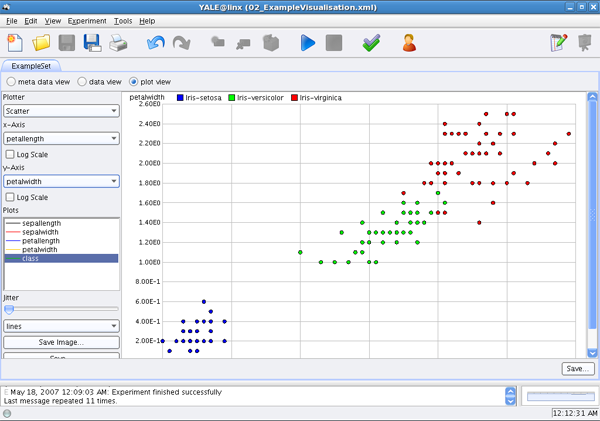 YALE@linx (02_ExampleVisualisation.xml)
File Edit View Experiment Tools Help
ExampleSet
meta data view data view plot view
Plotter
Scatter
x-Axis
petallength
Log Scale
y-Axis
petalwidth
Log Scale
Plots
sepallength
sepalwidth
petallength
petalwidth
class
Jitter
lines
Save Image...
petalwidth Iris-setosa Iris-versicolor Iris-virginica
2.60E0
2.40E0
2.20E0
2.00E0
1.80E0
1.60E0
1.40E0
1.20E0
1.00E0
8.00E-1
6.00E-1
4.00E-1
2.00E-1
Save...
May 18, 2007 12:09:03 AM: Experiment finished successfully
Last message repeated 11 times.
12:12:31 AM